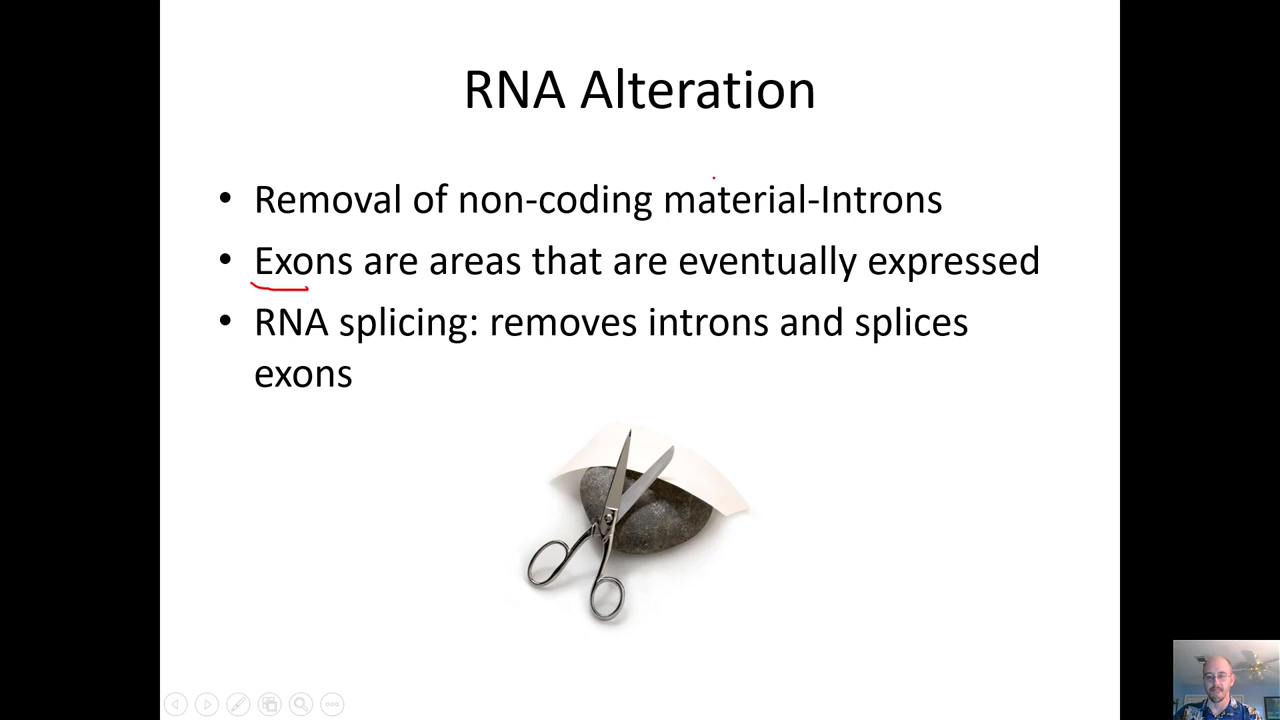 RNA Alteration
• Removal of non-coding material-Introns
• Exons are areas that are eventually expressed
• RNA splicing: removes introns and splices
exons